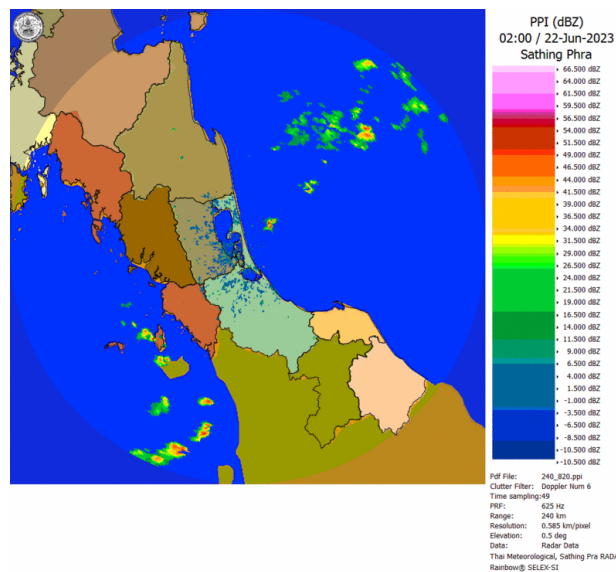 PPI (dBZ)
02:00 / 22-Jun-2023
Sathing Phra
66.500 dBZ
64.000 dBZ
61.500 dBZ
59.500 dBZ
56.500 dBZ
54.000 dBZ
51.500 dBZ
49.000 dBZ
46.500 dBZ
44.000 dBZ
41.500 dBZ
39.000 dBZ
36.500 dBZ
34.000 dBZ
31.500 dBZ
29.000 dBZ
26.500 dBZ
24.000 dBZ
21.500 dBZ
19.000 dBZ
16.500 dBZ
14.000 dBZ
11.500 dBZ
9.000 dBZ
6.500 dBZ
4.000 dBZ
1.500 dBZ
-1.000 dBZ
-3.500 dBZ
-6.500 dBZ
-8.500 dBZ
-10.500 dBZ
-10.500 dBZ
Pdf File: 240_820.ppi
Clutter Filter: Doppler Num 6
Time sampling:49
PRF: 625 Hz
Range: 240 km
Resolution: 0.585 km/pixel
Elevation: 0.5 deg
Data: Radar Data
Thai Meteorological, Sathing Pra RADA
Rainbow® SELEX-SI